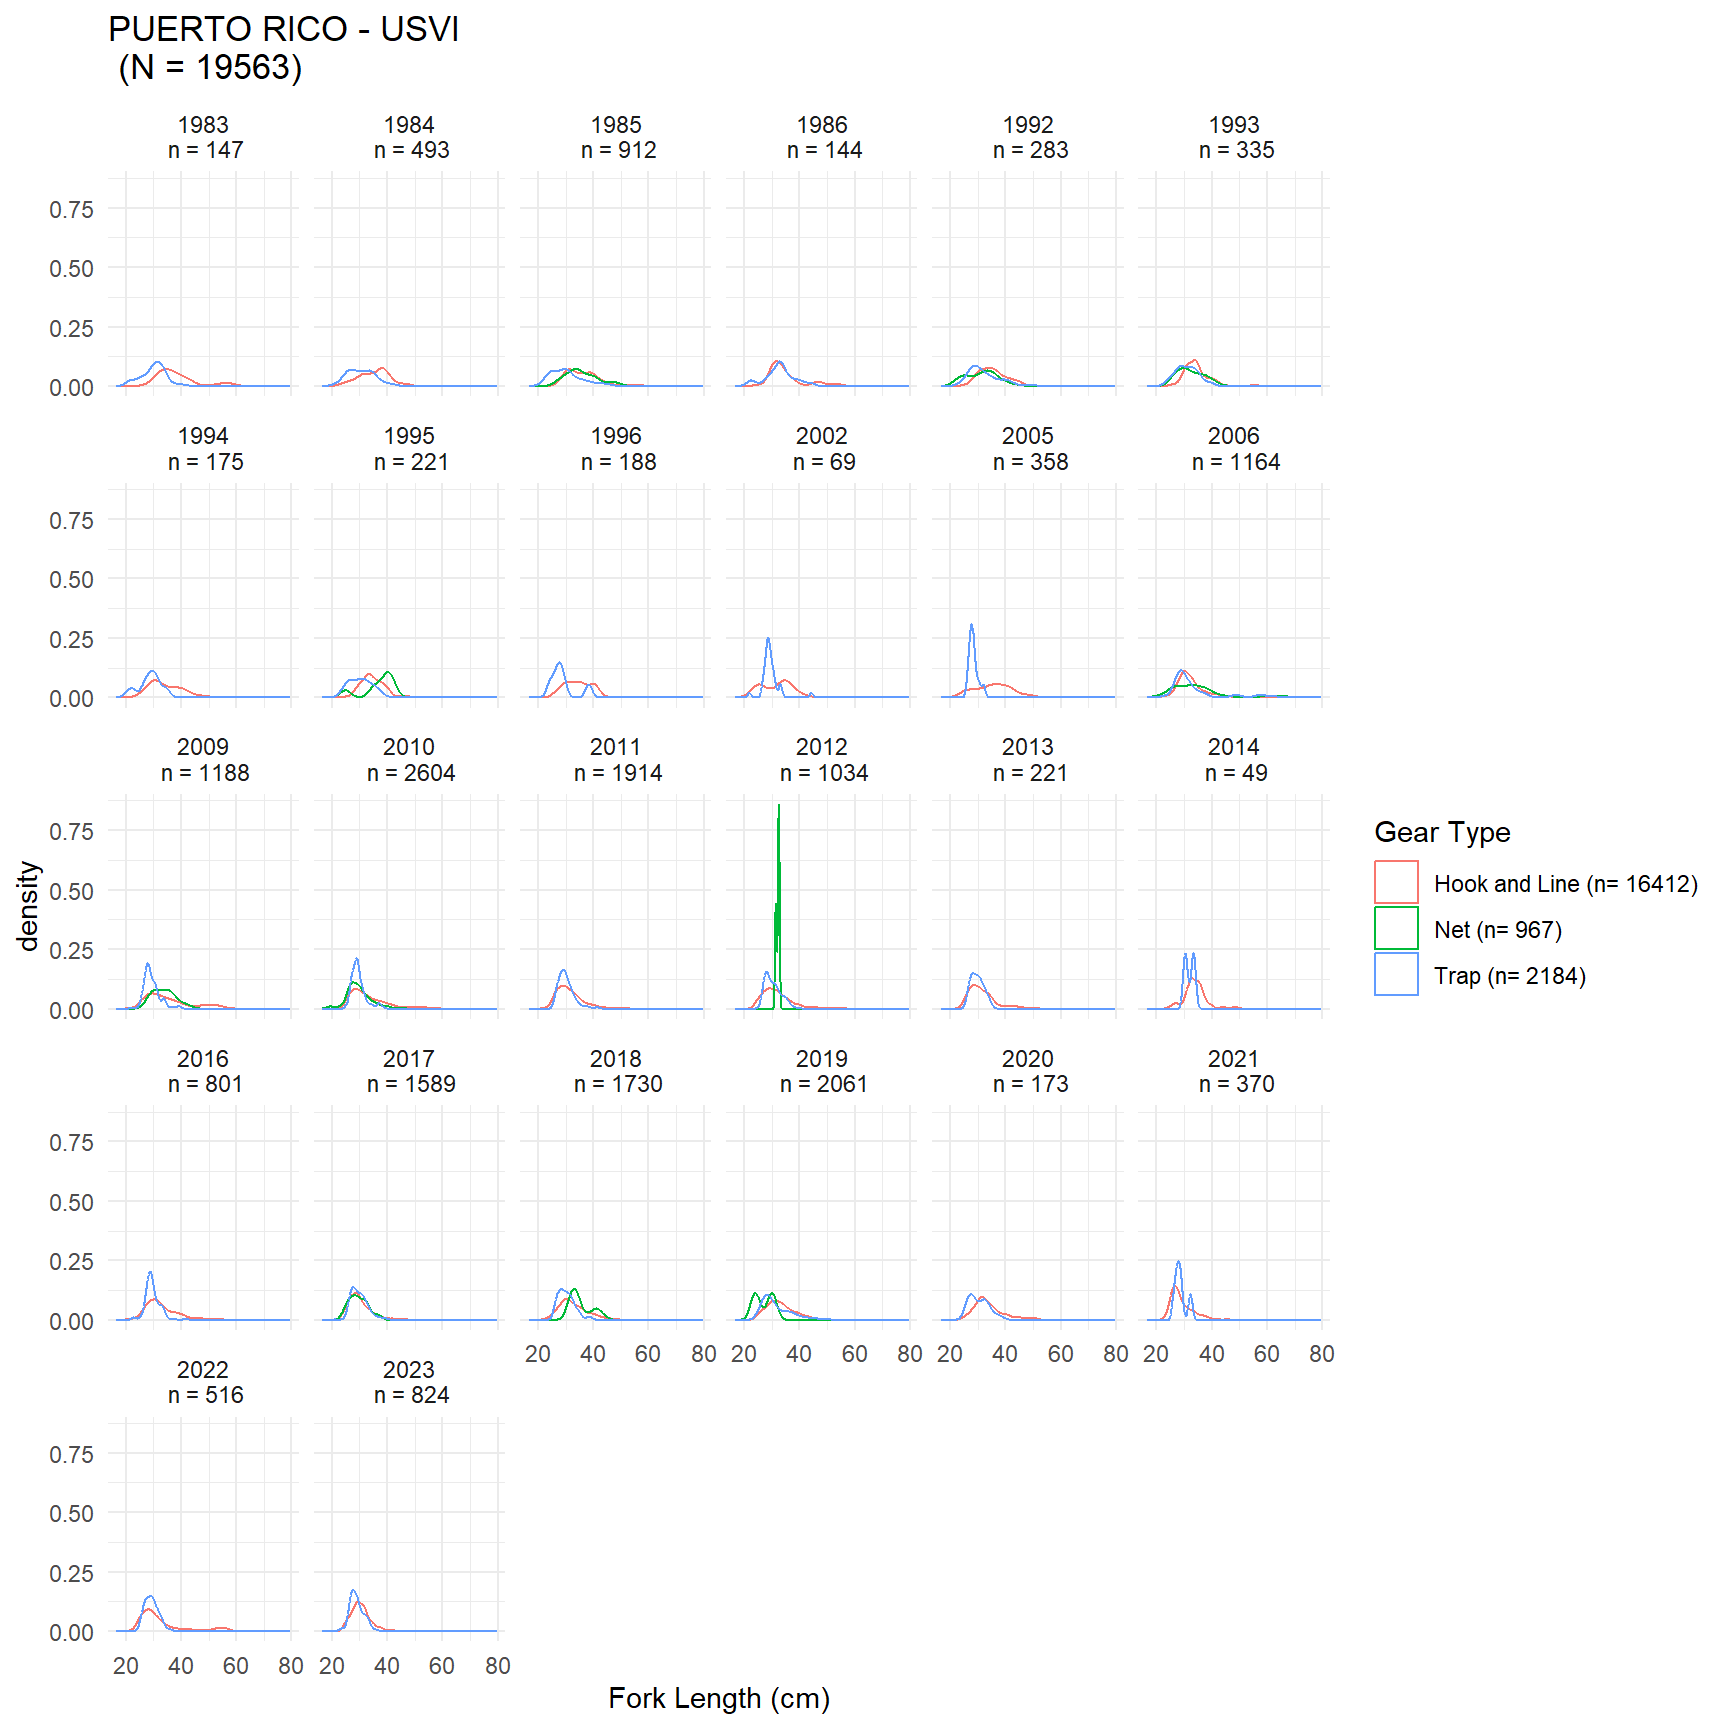 PUERTO RICO - USVI
(N = 19563)
1983
n = 147
1984
n = 493
1985
n = 912
1986
n = 144
1992
n = 283
1993
n = 335
0.75
0.50
0.25
0.00
1994
n = 175
1995
n = 221
1996
n = 188
2002
n = 69
2005
n = 358
2006
n = 1164
0.75
0.50
0.25
0.00
2009
n = 1188
2010
n = 2604
2011
n = 1914
2012
n = 1034
2013
n = 221
2014
n = 49
0.75
0.50
0.25
0.00
density
Gear Type
Hook and Line (n= 16412)
Net (n= 967)
Trap (n= 2184)
2016
n = 801
2017
n = 1589
2018
n = 1730
2019
n = 2061
2020
n = 173
2021
n = 370
0.75
0.50
0.25
0.00
20 40 60 80
20 40 60 80
20 40 60 80
20 40 60 80
2022
n = 516
2023
n = 824
0.75
0.50
0.25
0.00
20 40 60 80
20 40 60 80
Fork Length (cm)